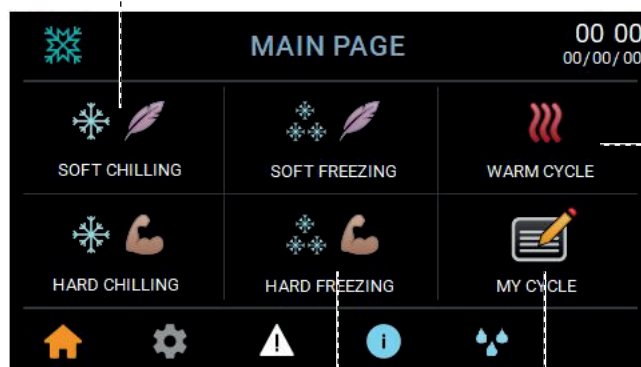 MAIN PAGE
00 00
00/00/00
SOFT CHILLING
SOFT FREEZING
WARM CYCLE
HARD CHILLING
HARD FREEZING
MY CYCLE